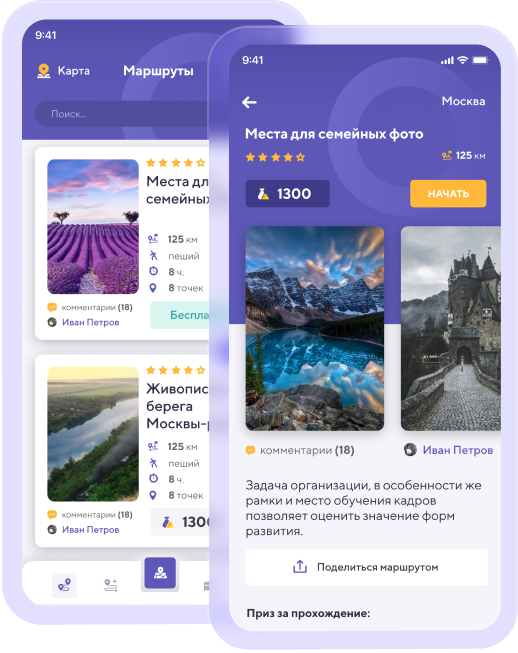 9:41
Карта
Маршруты
Поиск...
Места дл
семейных
125 км
пеший
8 ч.
8 точек
комментарии (18)
Иван Петров
Беспла
Живопис
берега
Москвы-р
125 км
пеший
8 ч.
8 точек
комментарии (18)
Иван Петров
1300
9:41
Москва
Места для семейных фото
125 км
1300
НАЧАТЬ
комментарии (18)
Иван Петров
Задача организации, в особенности же
рамки и место обучения кадров
позволяет оценить значение форм
развития.
Поделиться маршрутом
Приз за прохождение: